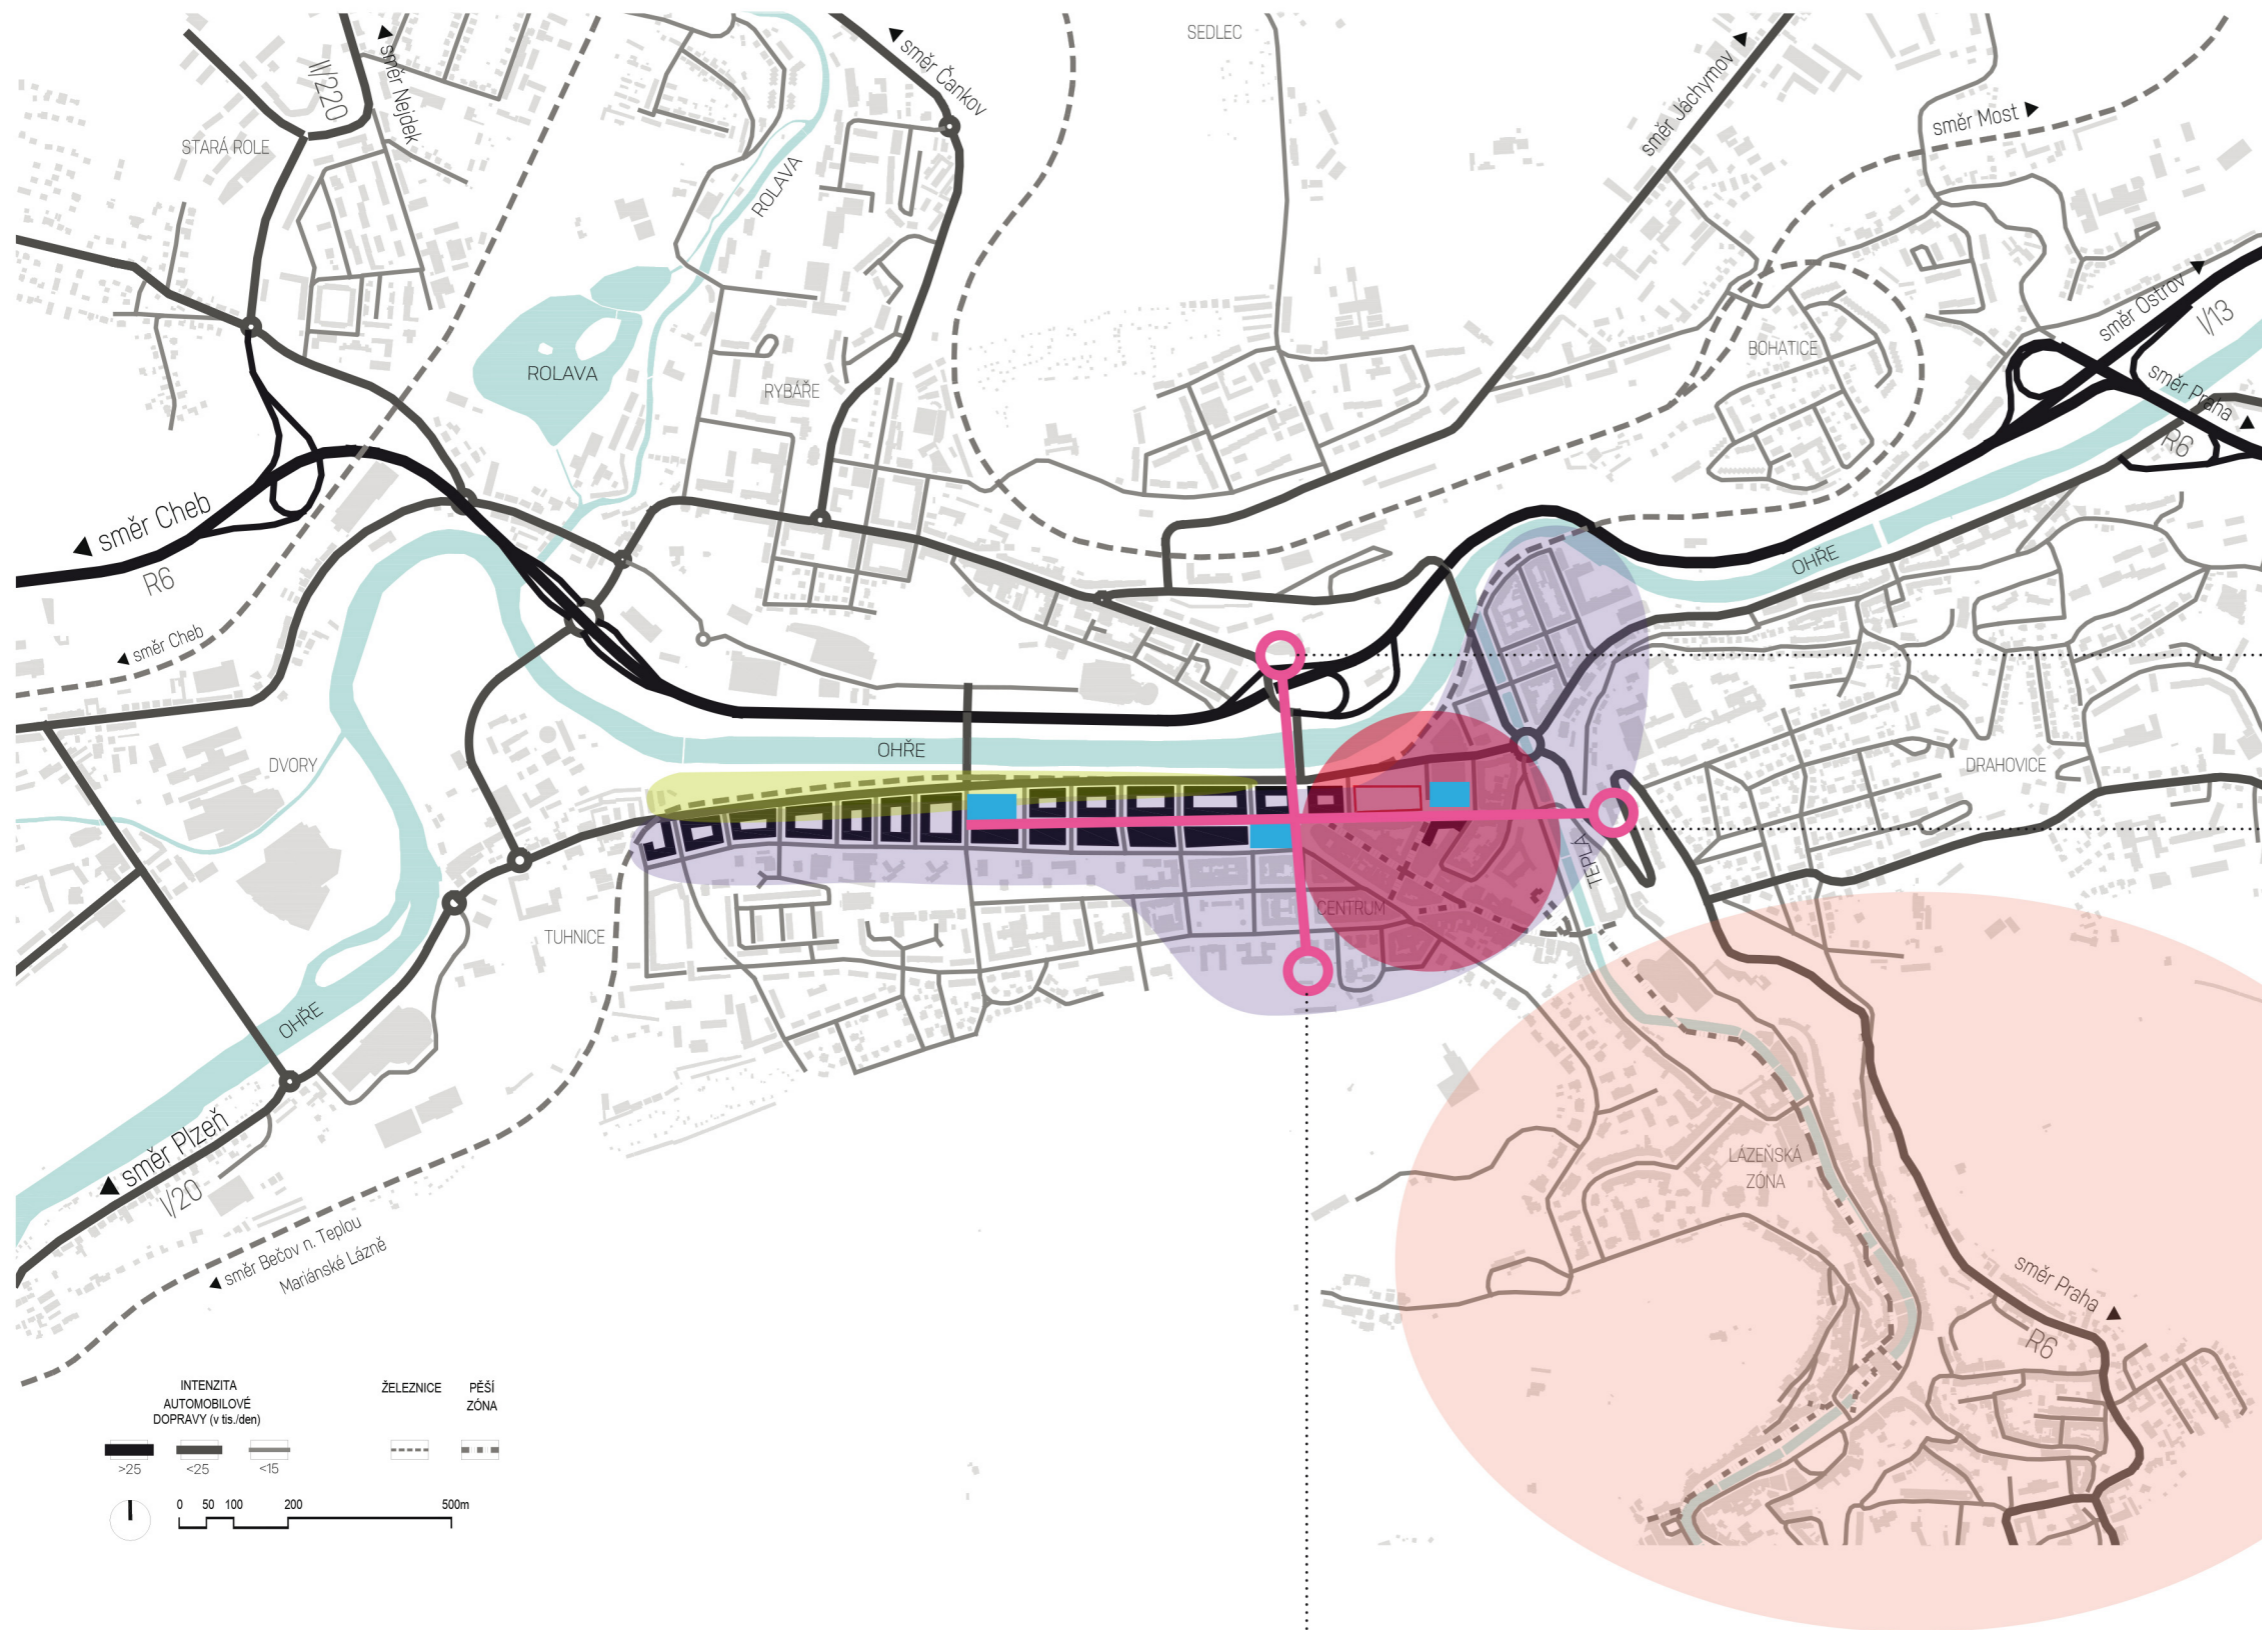 SEDLEC
směr Nejdek
II/220
STARÁ ROLE
směr Čankov
směr Jáchymov
směr Most
ROLAVA
ROLAVA
RYBÁŘE
BOHATICE
směr Ostrov
I/13
směr Praha
R6
směr Cheb
R6
směr Cheb
OHŘE
OHŘE
DVORY
DRAHOVICE
TEPLÁ
CENTRUM
TUHNICE
OHŘE
směr Plzeň
I/20
směr Bečov n. Teplou
Mariánské Lázně
LÁZEŇSKÁ
ZÓNA
směr Praha
R6
INTENZITA
AUTOMOBILOVÉ
DOPRAVY (v tis./den)
ŽELEZNICE
PĚŠÍ
ZÓNA
>25 <25 <15
0 50 100 200 500m